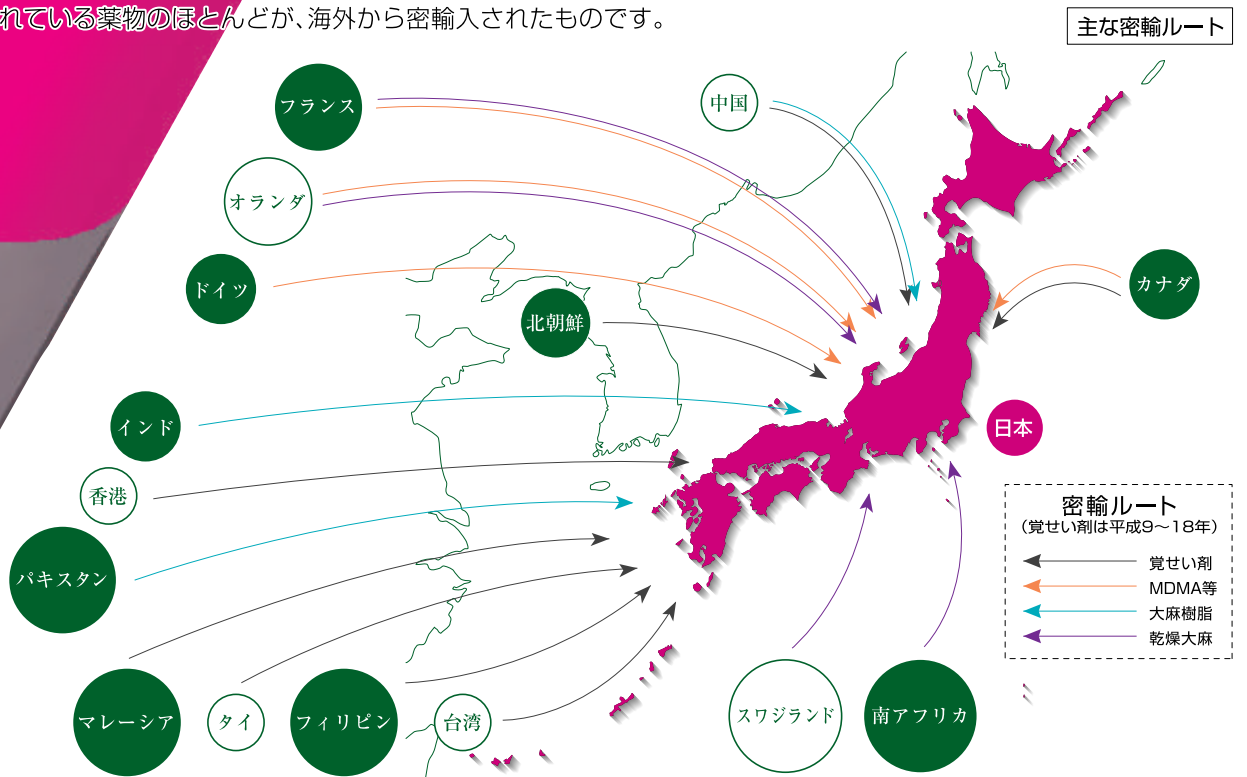 れている薬物のほとんどが、海外から密輸入されたものです。
主な密輸ルート
フランス
中国
オランダ
ドイツ
北朝鮮
カナダ
インド
日本
香港
パキスタン
密輸ルート
（覚せい剤は平成9～18年）
覚せい剤
MDMA等
大麻樹脂
乾燥大麻
マレーシア
タイ
フィリピン
台湾
スワジランド
南アフリカ